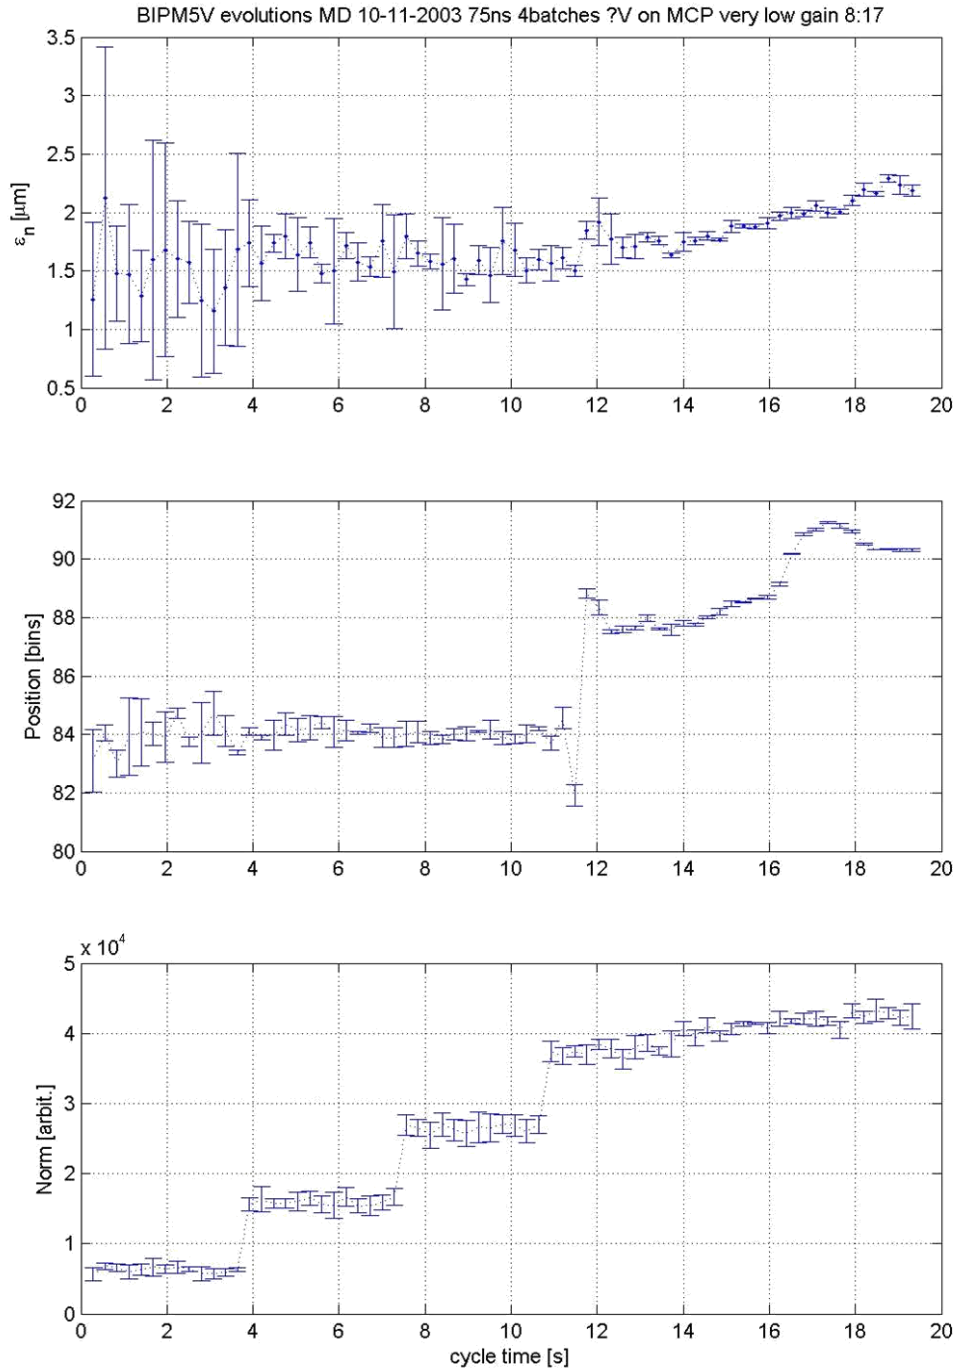 BIPM5V evolutions MD 10-11-2003 75ns 4batches ?V on MCP very low gain 8:17
3.5
3
2.5
2
1.5
1
0.5
εn [μm]
0 2 4 6 8 10 12 14 16 18 20
92
90
88
86
84
82
80
Position [bins]
0 2 4 6 8 10 12 14 16 18 20
x 10^4
5
4
3
2
1
0
Norm [arbit.]
0 2 4 6 8 10 12 14 16 18 20
cycle time [s]